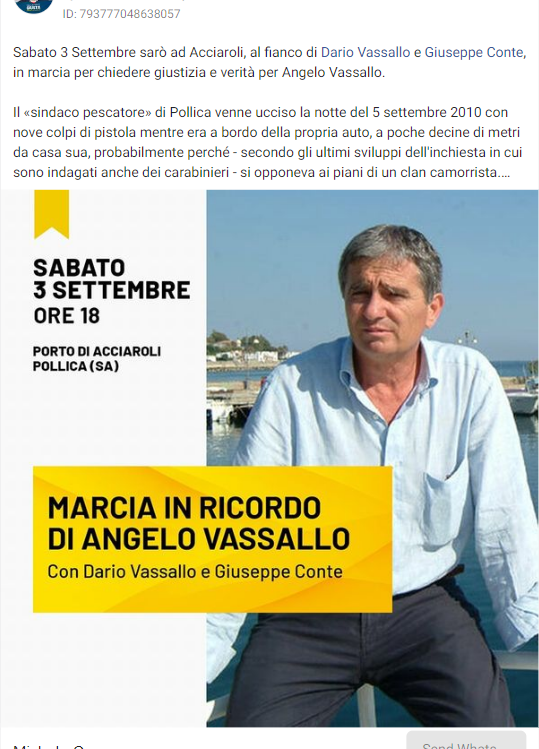 ID: 793777048638057
Sabato 3 Settembre sarò ad Acciaroli, al fianco di Dario Vassallo e Giuseppe Conte,
in marcia per chiedere giustizia e verità per Angelo Vassallo.
Il «sindaco pescatore» di Pollica venne ucciso la notte del 5 settembre 2010 con
nove colpi di pistola mentre era a bordo della propria auto, a poche decine di metri
da casa sua, probabilmente perché - secondo gli ultimi sviluppi dell'inchiesta in cui
sono indagati anche dei carabinieri - si opponeva ai piani di un clan camorrista....
SABATO
3 SETTEMBRE
ORE 18
PORTO DI ACCIAROLI
POLLICA (SA)
MARCIA IN RICORDO
DI ANGELO VASSALLO
Con Dario Vassallo e Giuseppe Conte